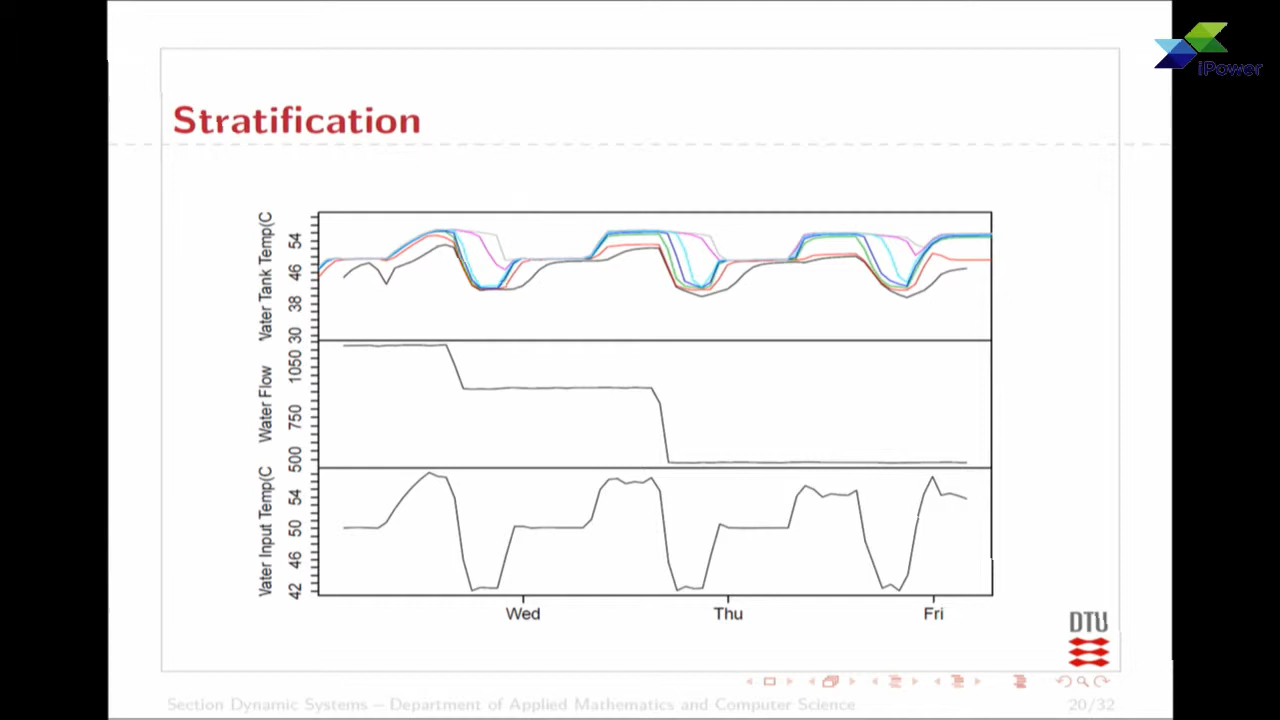 iPower
Stratification
Vater Tank Temp(C
54
46
38
30
Water Flow
1050
750
500
Vater Input Temp(C
54
50
46
42
Wed
Thu
Fri
DTU
Section Dynamic Systems – Department of Applied Mathematics and Computer Science
20/32